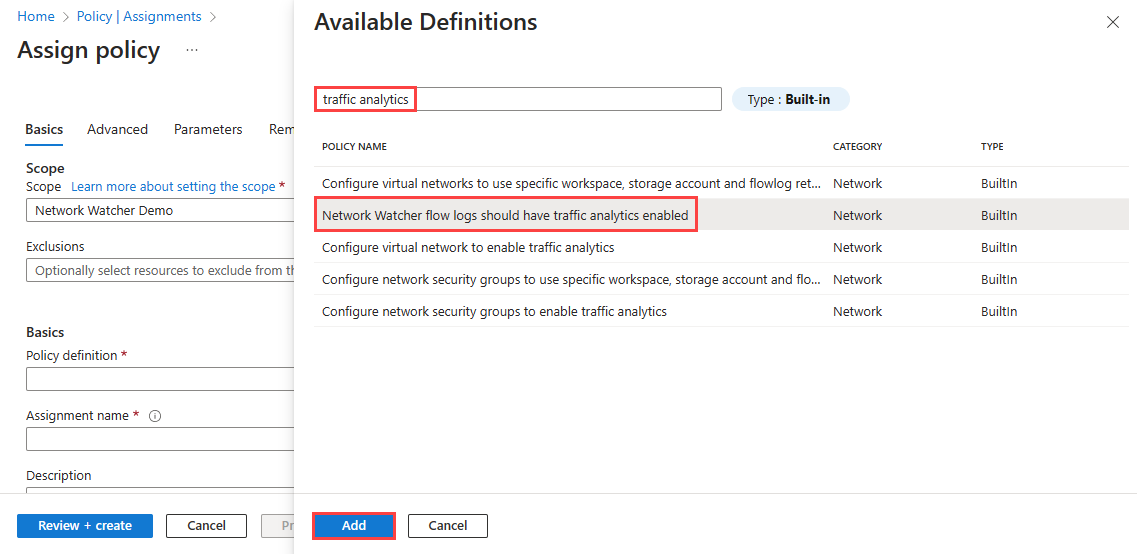 Home > Policy | Assignments >
Assign policy ...
Basics Advanced Parameters Rem
Scope
Scope Learn more about setting the scope *
Network Watcher Demo
Exclusions
Optionally select resources to exclude from th
Basics
Policy definition *
Assignment name *
Description
Review + create Cancel Pr
Available Definitions
traffic analytics Type : Built-in
POLICY NAME CATEGORY TYPE
Configure virtual networks to use specific workspace, storage account and flowlog ret... Network BuiltIn
Network Watcher flow logs should have traffic analytics enabled Network BuiltIn
Configure virtual network to enable traffic analytics Network BuiltIn
Configure network security groups to use specific workspace, storage account and flo... Network BuiltIn
Configure network security groups to enable traffic analytics Network BuiltIn
Add Cancel